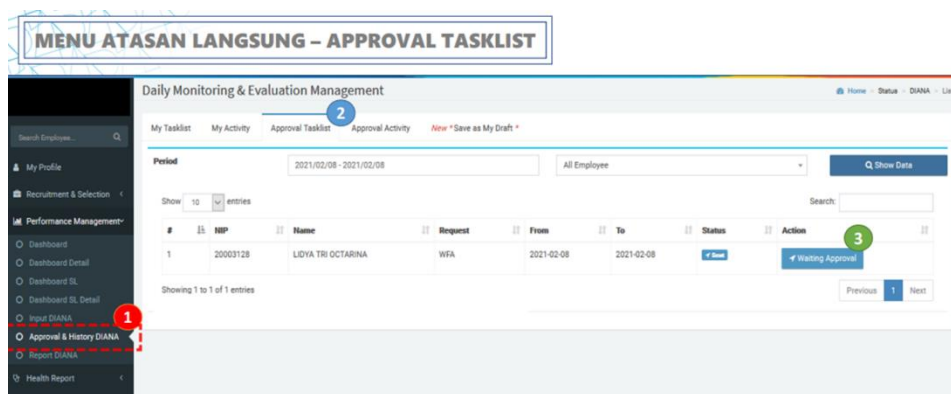 MENU ATASAN LANGSUNG – APPROVAL TASKLIST
Daily Monitoring & Evaluation Management
Home > Status > DIANA >
2
Search Employee...
My Tasklist My Activity Approval Tasklist Approval Activity New * Save as My Draft *
My Profile
Period 2021/02/08 - 2021/02/08 All Employee Show Data
Recruitment & Selection
Show 10 entries Search:
Performance Management
# NIP Name Request From To Status Action
3
Dashboard
1 20003128 LIDYA TRI OCTARINA WFA 2021-02-08 2021-02-08 Send Waiting Approval
Dashboard Detail
Dashboard SL
Showing 1 to 1 of 1 entries Previous 1 Next
Dashboard SL Detail
Input DIANA
1
Approval & History DIANA
Report DIANA
Health Report